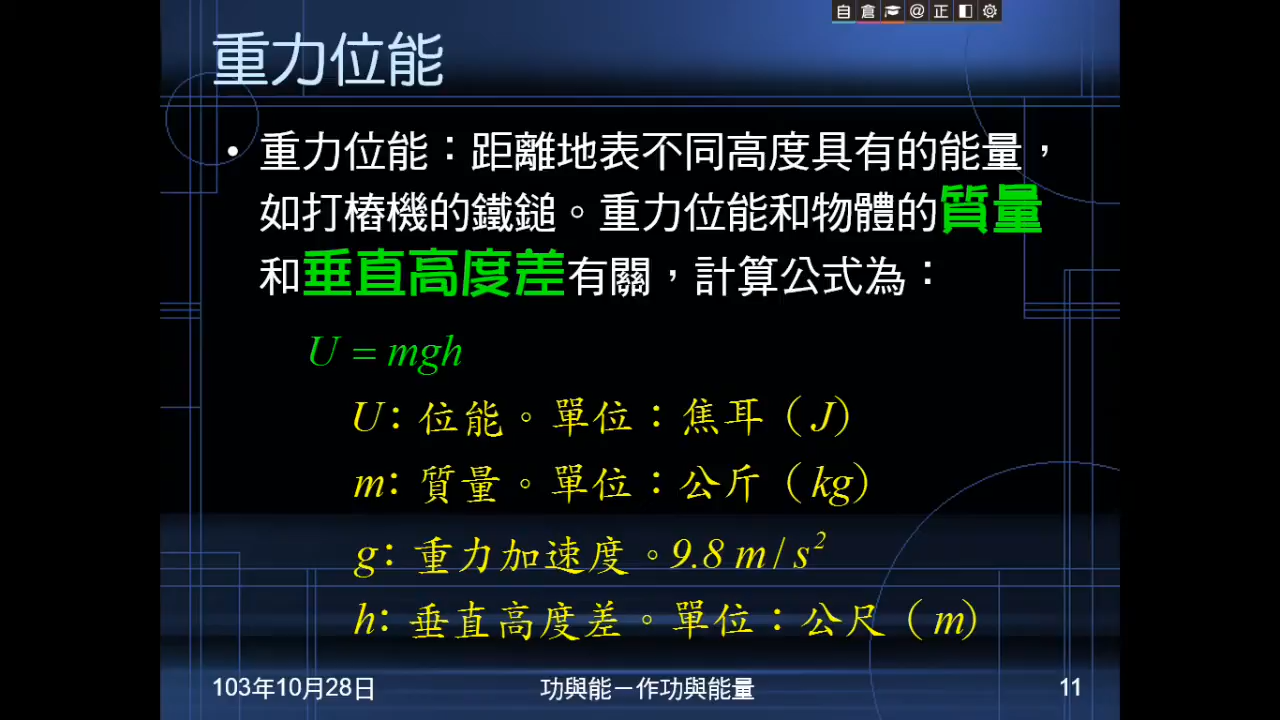 自倉@正
重力位能
•重力位能：距離地表不同高度具有的能量，
如打樁機的鐵鎚。重力位能和物體的質量
和垂直高度差有關，計算公式為：
U = mgh
U: 位能。單位：焦耳（J）
m: 質量。單位：公斤（kg）
g: 重力加速度。9.8 m / s²
h: 垂直高度差。單位：公尺（m）
103年10月28日
功與能－作功與能量
11